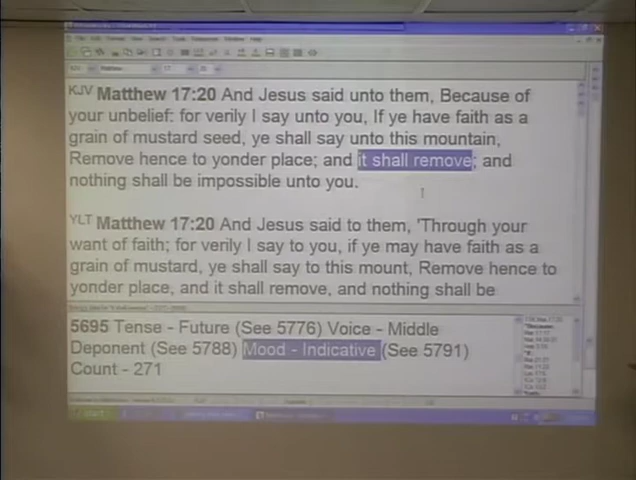 KJV Matthew 17:20 And Jesus said unto them, Because of
your unbelief: for verily I say unto you, If ye have faith as a
grain of mustard seed, ye shall say unto this mountain,
Remove hence to yonder place; and it shall remove; and
nothing shall be impossible unto you.
YLT Matthew 17:20 And Jesus said to them, 'Through your
want of faith; for verily I say to you, if ye may have faith as a
grain of mustard, ye shall say to this mount, Remove hence to
yonder place, and it shall remove, and nothing shall be
5695 Tense - Future (See 5776) Voice - Middle
Deponent (See 5788) Mood - Indicative (See 5791)
Count - 271
start